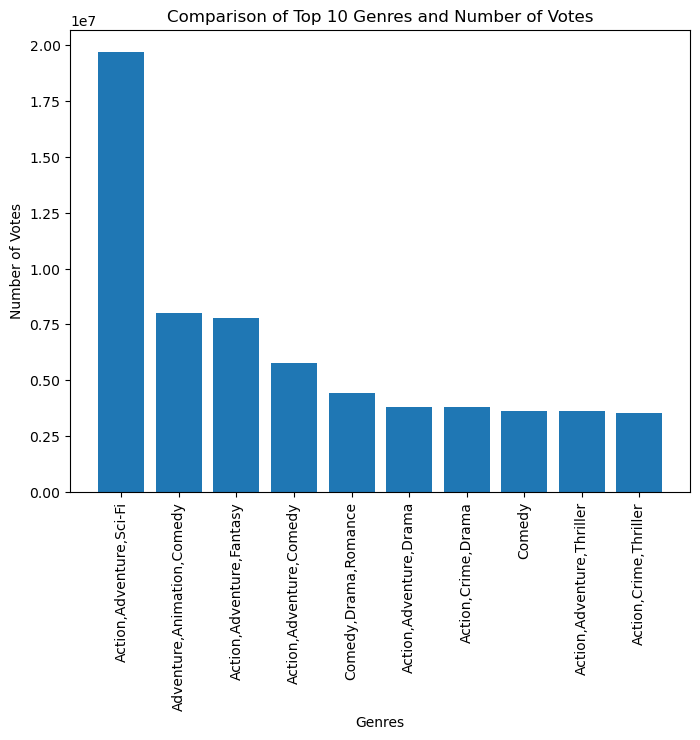 Comparison of Top 10 Genres and Number of Votes
1e7
2.00
1.75
1.50
1.25
1.00
0.75
0.50
0.25
0.00
Number of Votes
Action,Adventure,Sci-Fi
Adventure,Animation,Comedy
Action,Adventure,Fantasy
Action,Adventure,Comedy
Comedy,Drama,Romance
Action,Adventure,Drama
Action,Crime,Drama
Comedy
Action,Adventure,Thriller
Action,Crime,Thriller
Genres